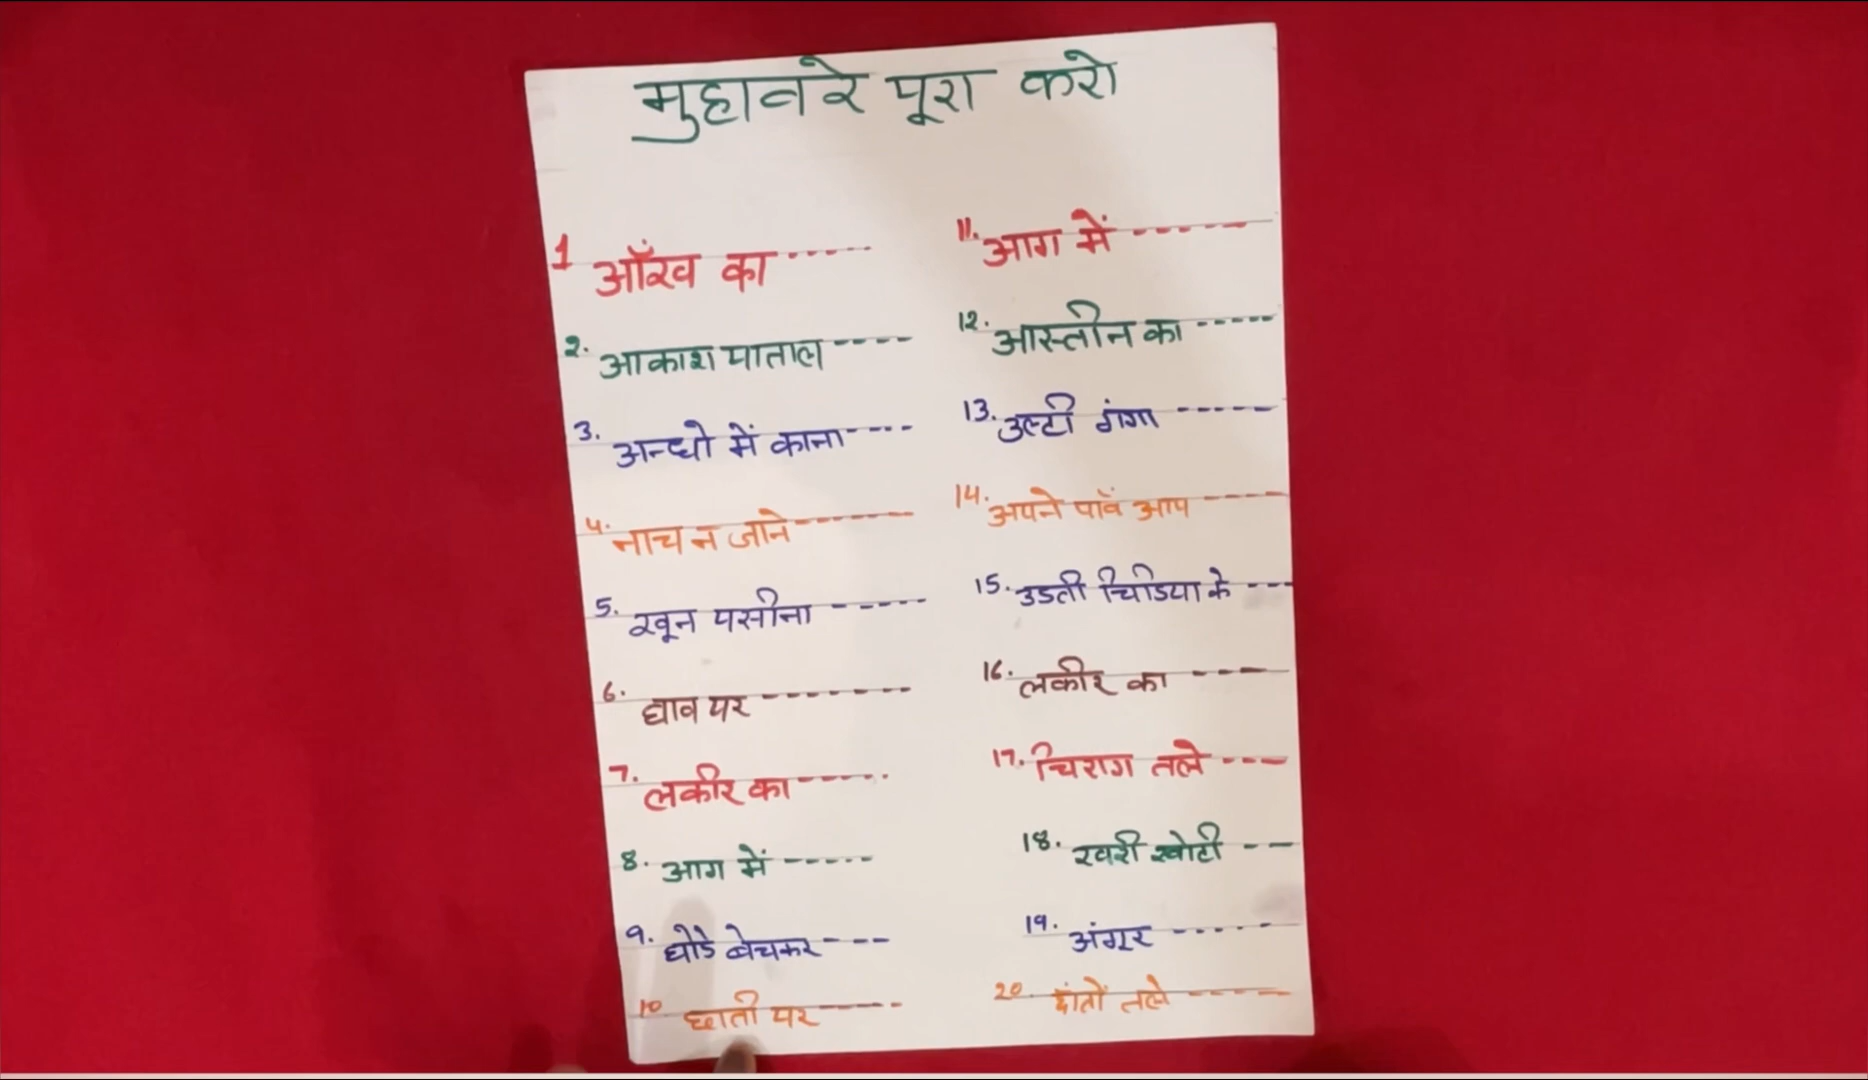 मुहावरे पूरा करो
1 आँख का -----
2. आकाश पाताल ----
3. अन्धो में काना ----
4. नाच न जाने -------
5. खून पसीना -----
6. घाव पर --------
7. लकीर का ------
8. आग में -----
9. घोडे बेचकर ---
10 छाती पर -----
11. आग में ------
12. आस्तीन का -----
13. उल्टी गंगा -----
14. अपने पाँव आप -----
15. उडती चिडिया के ---
16. लकीर का ----
17. चिराग तले ---
18. खरी खोटी --
19. अंगूर -----
20 दांतों तले -----